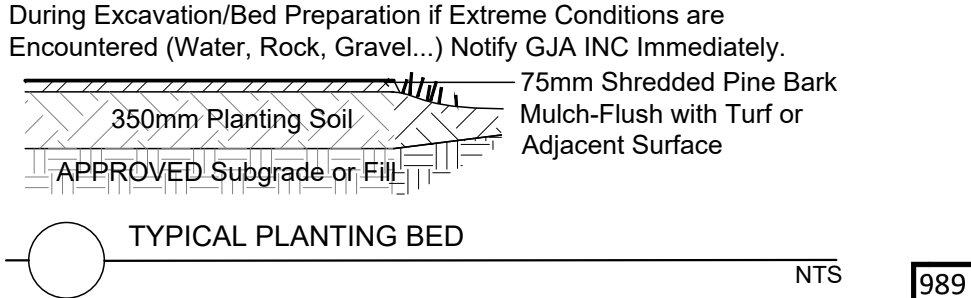 During Excavation/Bed Preparation if Extreme Conditions are
Encountered (Water, Rock, Gravel...) Notify GJA INC Immediately.
75mm Shredded Pine Bark
Mulch-Flush with Turf or
Adjacent Surface
350mm Planting Soil
APPROVED Subgrade or Fill
TYPICAL PLANTING BED
NTS
989